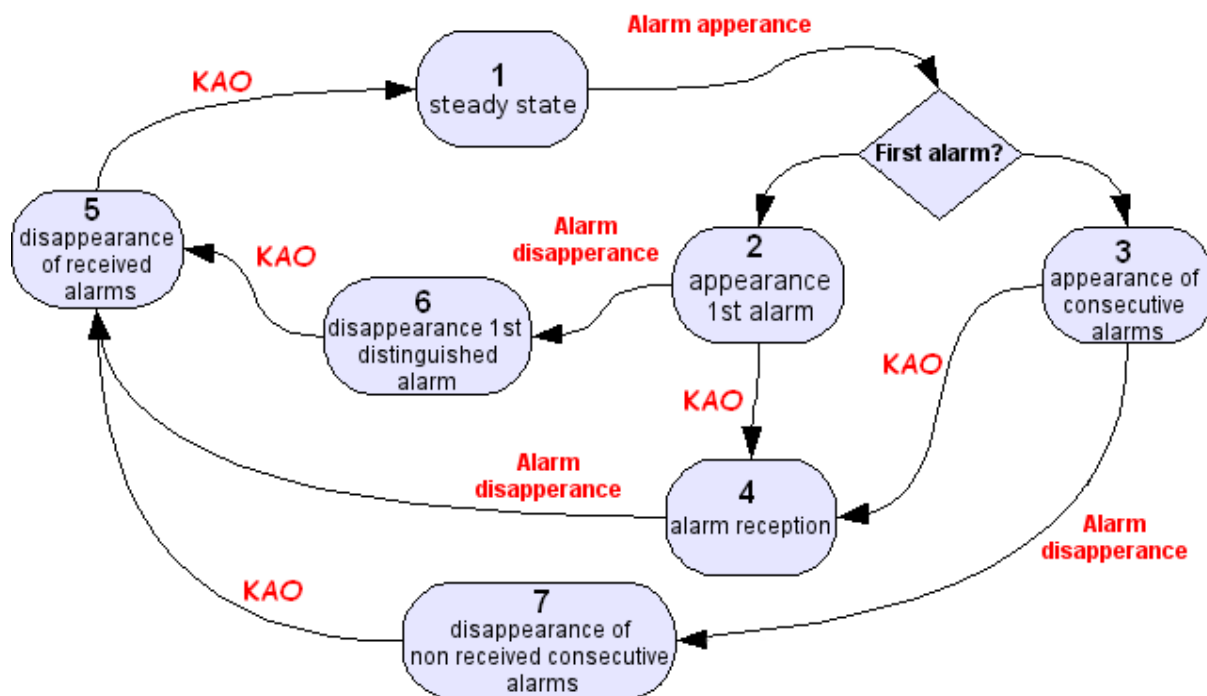 Alarm apperance
KAO
1
steady state
First alarm?
5
disappearance
of received
alarms
KAO
Alarm
disapperance
2
appearance
1st alarm
3
appearance of
consecutive
alarms
6
disappearance 1st
distinguished
alarm
KAO
KAO
Alarm
disapperance
4
alarm reception
Alarm
disapperance
KAO
7
disappearance of
non received consecutive
alarms